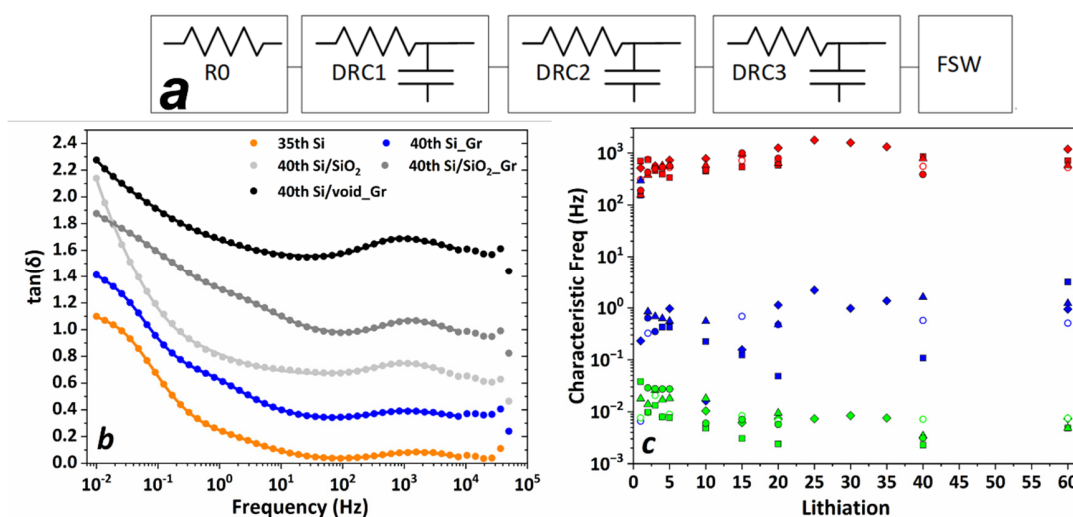 R0
DRC1
DRC2
DRC3
FSW
a
2.4
2.2
2.0
1.8
1.6
1.4
1.2
1.0
0.8
0.6
0.4
0.2
0.0
tan(δ)
35th Si
40th Si_Gr
40th Si/SiO₂
40th Si/SiO₂_Gr
40th Si/void_Gr
b
10⁻² 10⁻¹ 10⁰ 10¹ 10² 10³ 10⁴ 10⁵
Frequency (Hz)
10³
10²
10¹
10⁰
10⁻¹
10⁻²
10⁻³
Characteristic Freq (Hz)
c
0 5 10 15 20 25 30 35 40 45 50 55 60
Lithiation